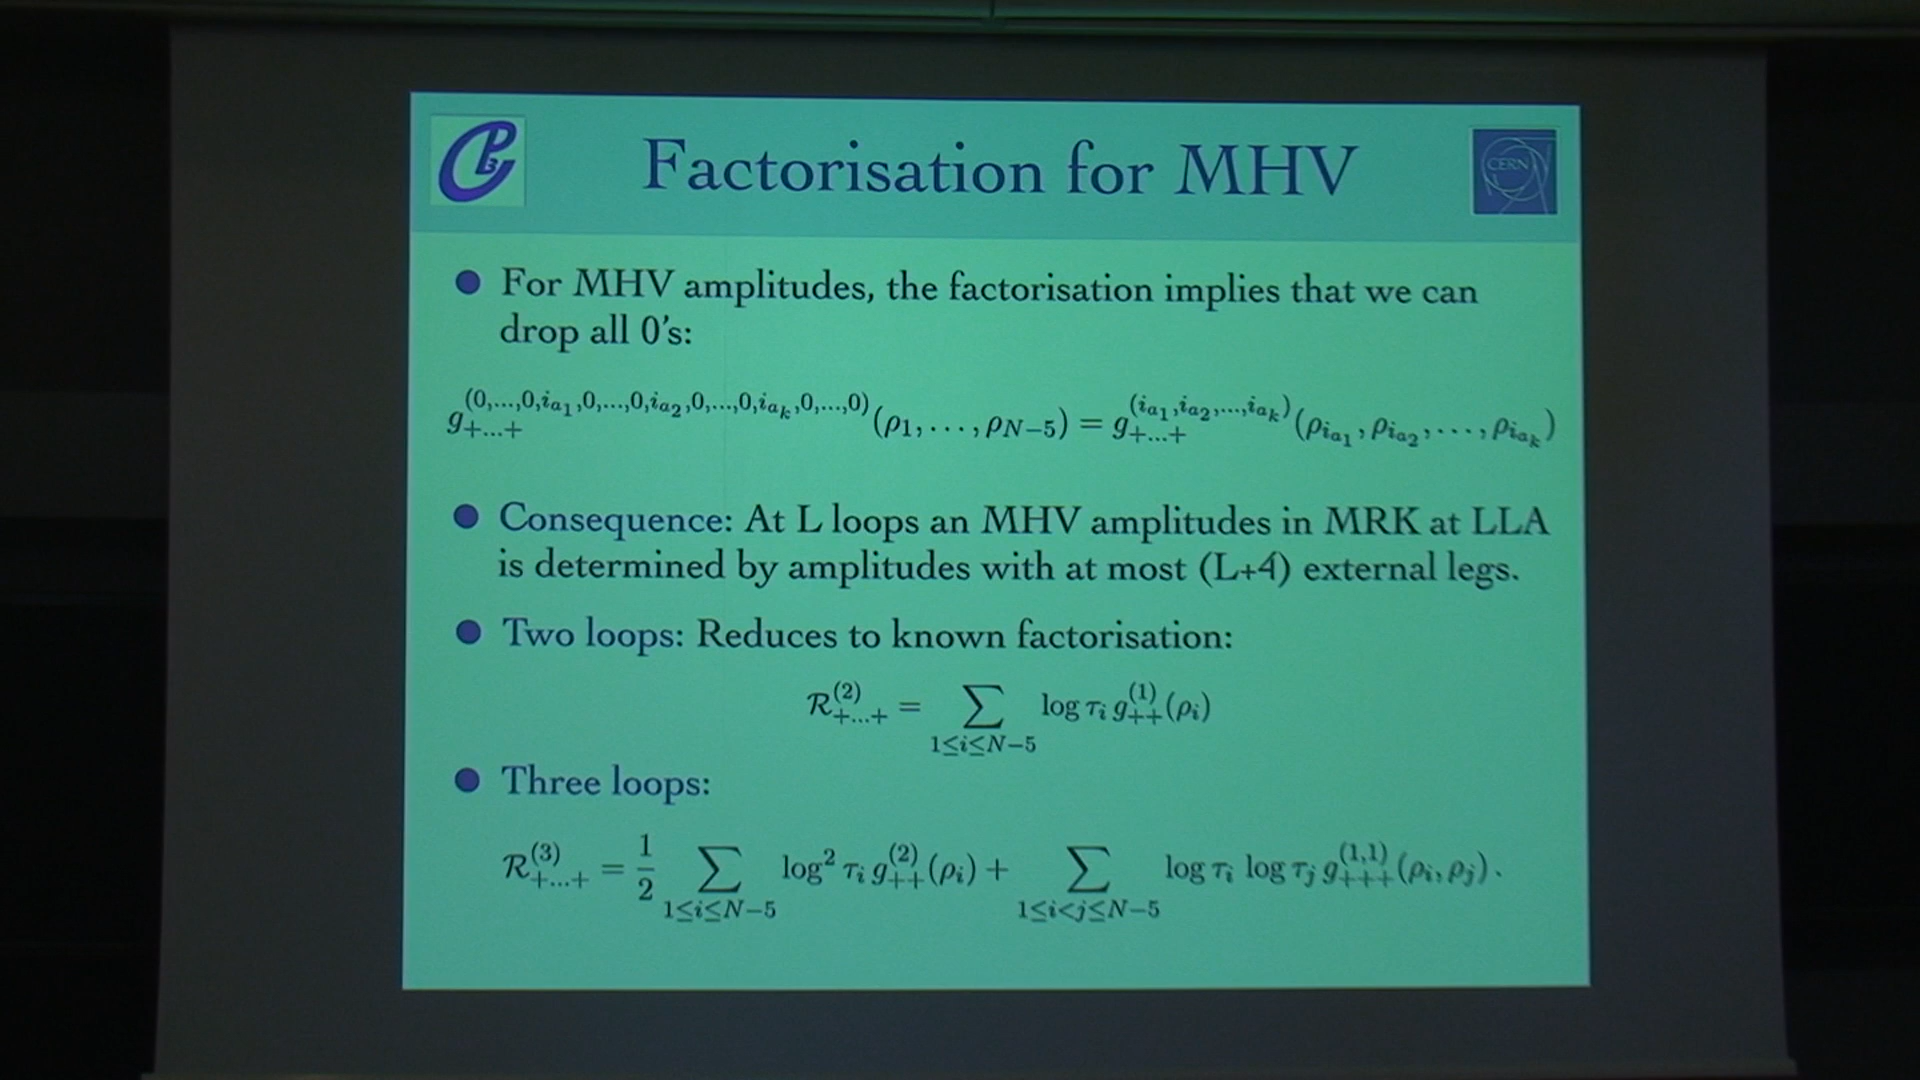 CP3
Factorisation for MHV
CERN
● For MHV amplitudes, the factorisation implies that we can
drop all 0's:
g_{+...+}^{(0,...,0,i_{a_1},0,...,0,i_{a_2},0,...,0,i_{a_k},0,...,0)}(ρ_1, . . . , ρ_{N−5}) = g_{+...+}^{(i_{a_1},i_{a_2},...,i_{a_k})}(ρ_{i_{a_1}}, ρ_{i_{a_2}}, . . . , ρ_{i_{a_k}})
● Consequence: At L loops an MHV amplitudes in MRK at LLA
is determined by amplitudes with at most (L+4) external legs.
● Two loops: Reduces to known factorisation:
R_{+...+}^{(2)} = ∑_{1≤i≤N−5} log τ_i g_{++}^{(1)}(ρ_i)
● Three loops:
R_{+...+}^{(3)} = \frac{1}{2} ∑_{1≤i≤N−5} log² τ_i g_{++}^{(2)}(ρ_i) + ∑_{1≤i<j≤N−5} log τ_i log τ_j g_{+++}^{(1,1)}(ρ_i, ρ_j) .